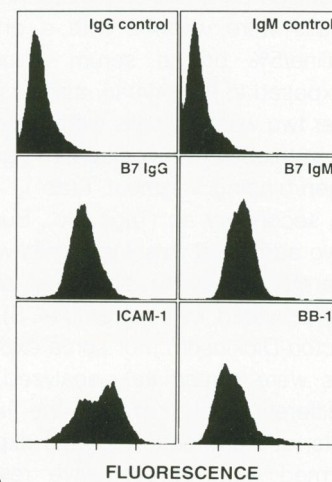 IgG control
IgM control
B7 IgG
B7 IgM
ICAM-1
BB-1
FLUORESCENCE